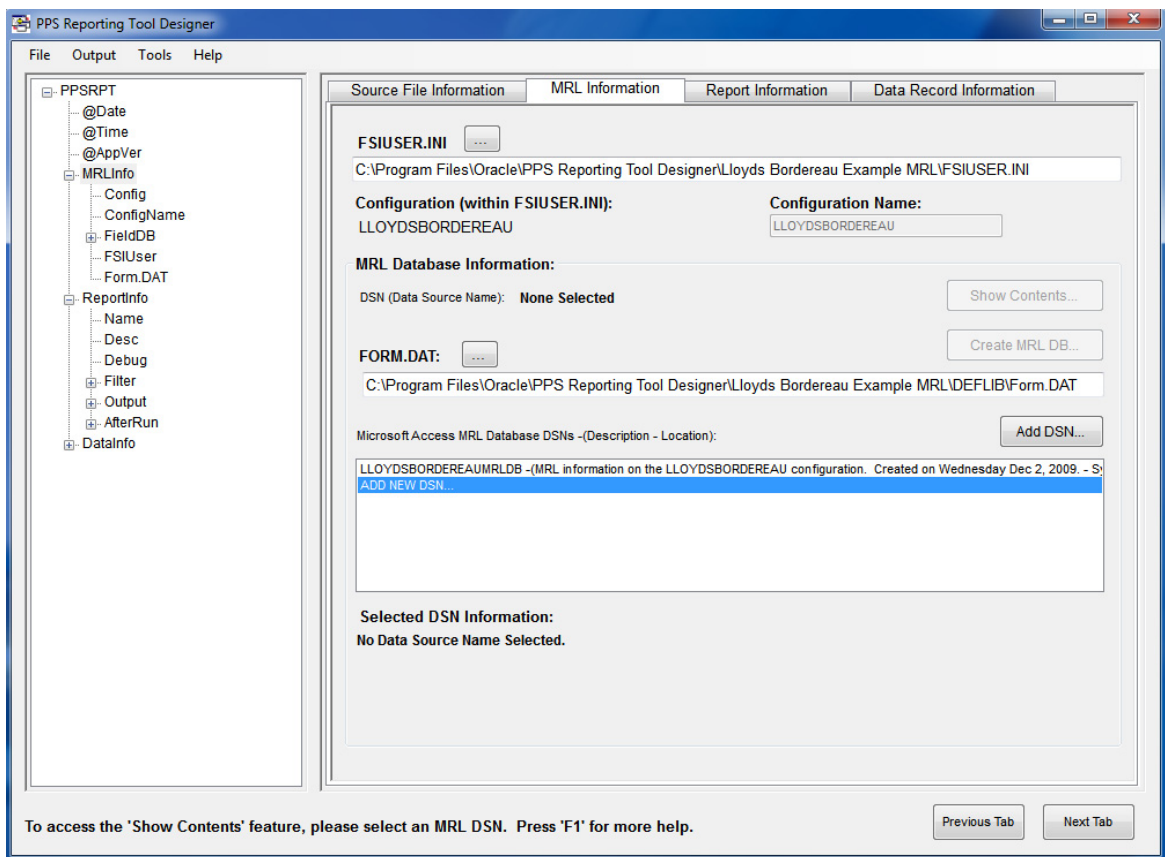 PPS Reporting Tool Designer
File Output Tools Help
PPSRPT
@Date
@Time
@AppVer
MRLInfo
Config
ConfigName
FieldDB
FSIUser
Form.DAT
ReportInfo
Name
Desc
Debug
Filter
Output
AfterRun
DataInfo
Source File Information MRL Information Report Information Data Record Information
FSIUSER.INI ...
C:\Program Files\Oracle\PPS Reporting Tool Designer\Lloyds Bordereau Example MRL\FSIUSER.INI
Configuration (within FSIUSER.INI): Configuration Name:
LLOYDSBORDEREAU LLOYDSBORDEREAU
MRL Database Information:
DSN (Data Source Name): None Selected Show Contents...
Create MRL DB...
FORM.DAT: ...
C:\Program Files\Oracle\PPS Reporting Tool Designer\Lloyds Bordereau Example MRL\DEFLIB\Form.DAT
Microsoft Access MRL Database DSNs -(Description - Location): Add DSN...
LLOYDSBORDEREAUMRLDB -(MRL information on the LLOYDSBORDEREAU configuration. Created on Wednesday Dec 2, 2009. - Sy
ADD NEW DSN...
Selected DSN Information:
No Data Source Name Selected.
To access the 'Show Contents' feature, please select an MRL DSN. Press 'F1' for more help. Previous Tab Next Tab